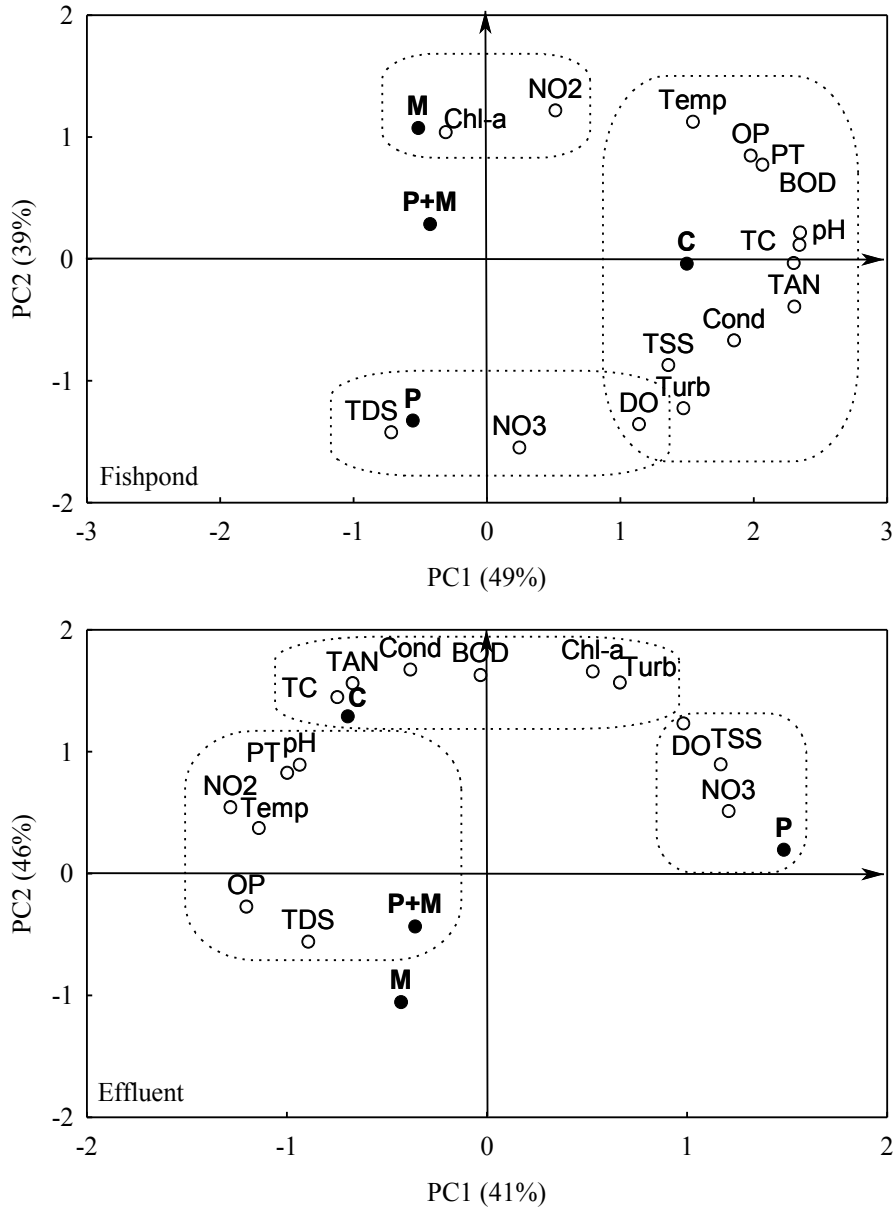 2
M
Chl-a
NO2
Temp
OP
PT
BOD
1
P+M
C
TC
pH
TAN
0
PC2 (39%)
Cond
TSS
Turb
DO
-1
TDS
P
NO3
Fishpond
-2
-3
-1
0
1
2
3
PC1 (49%)
2
Cond
BOD
Chl-a
Turb
TAN
TC
C
DO
TSS
1
PT
pH
NO2
Temp
NO3
P
0
PC2 (46%)
OP
TDS
P+M
M
-1
Effluent
-2
-2
-1
0
1
2
PC1 (41%)